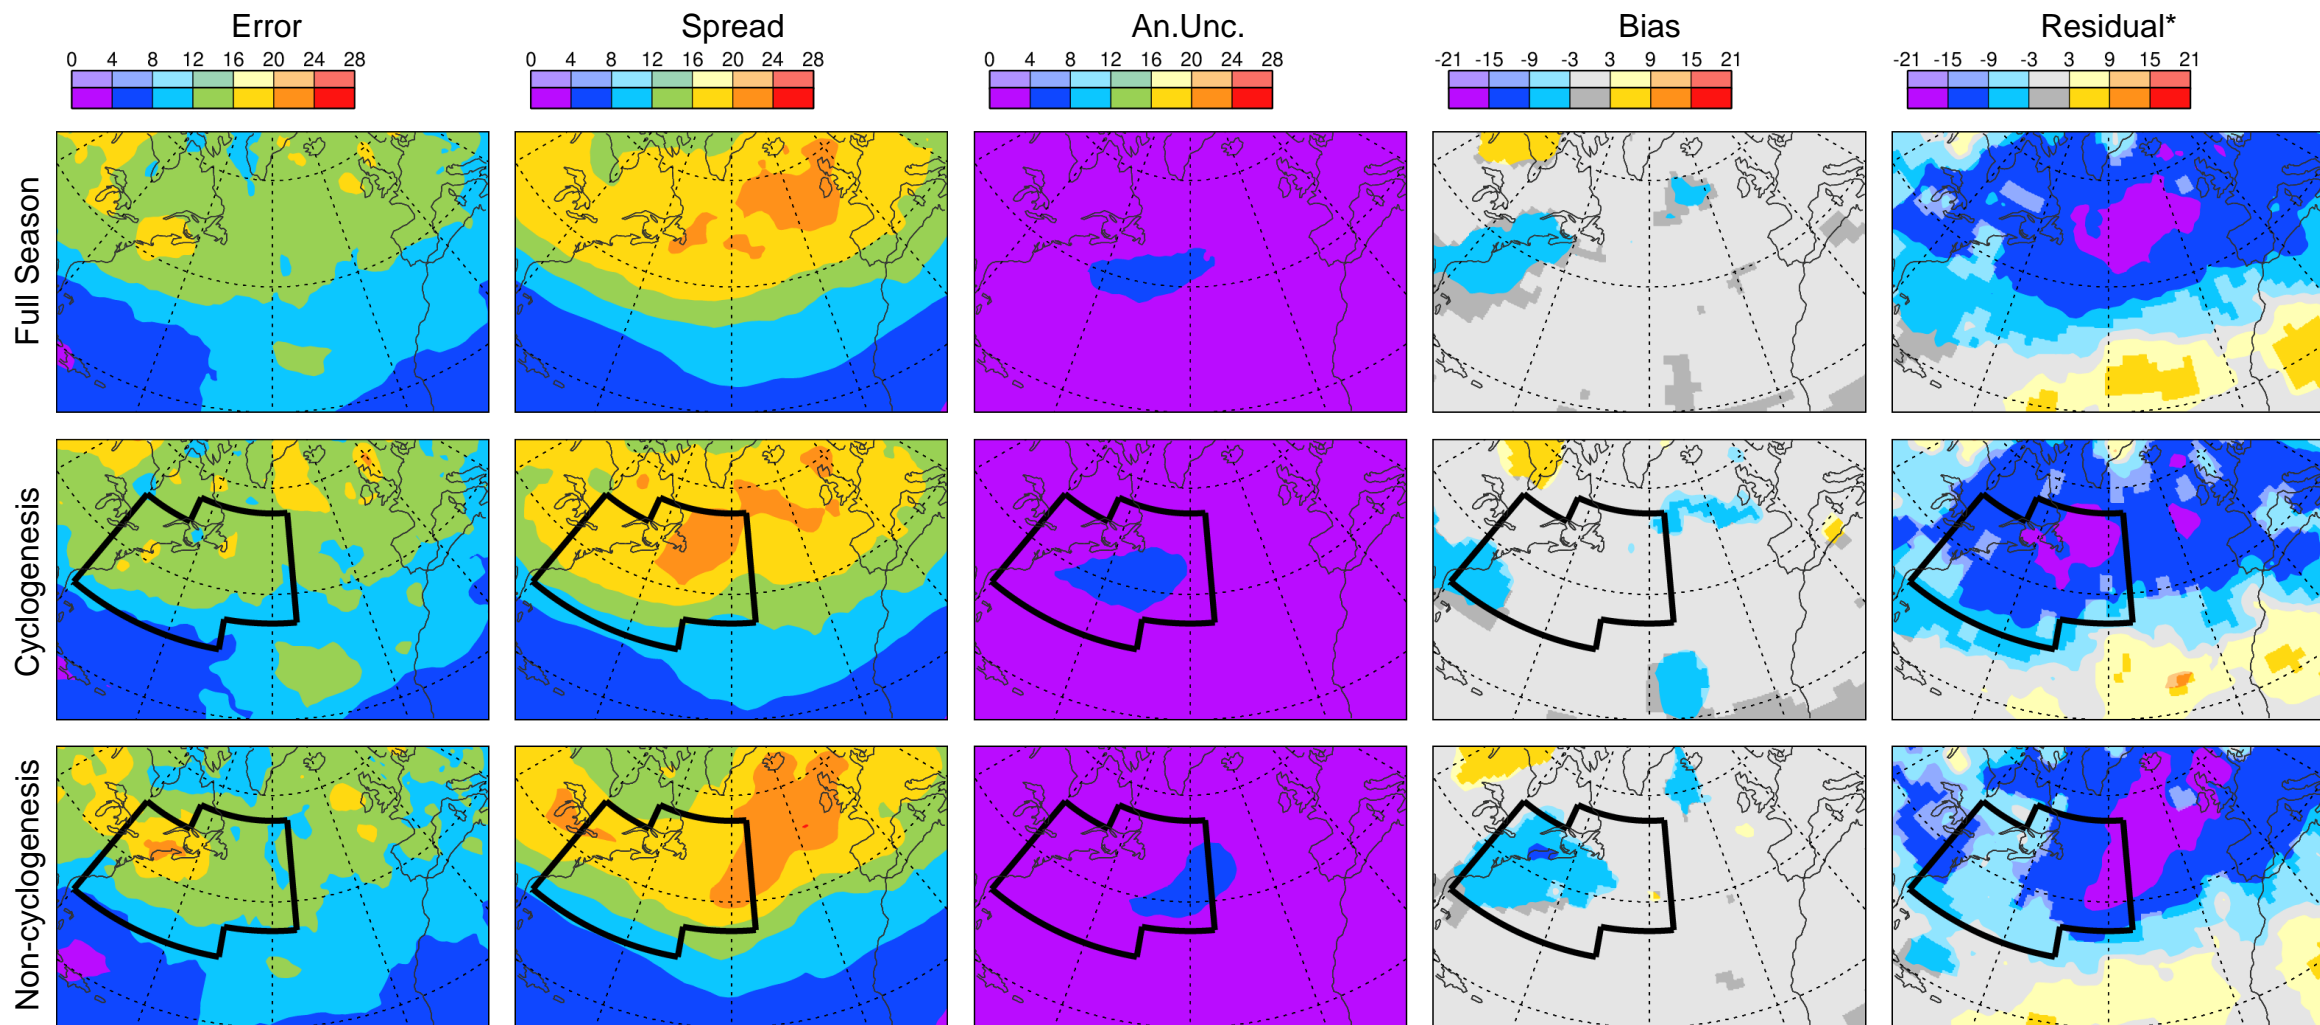 Error Spread An.Unc. Bias Residual*
0 4 8 12 16 20 24 28 0 4 8 12 16 20 24 28 0 4 8 12 16 20 24 28 -21 -15 -9 -3 3 9 15 21 -21 -15 -9 -3 3 9 15 21
Full Season
Cyclogenesis
Non-cyclogenesis